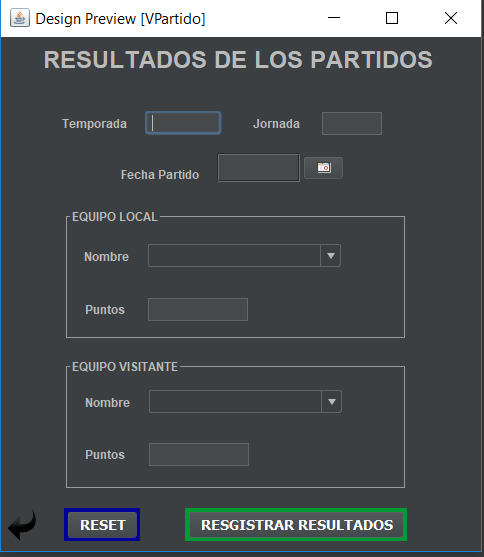 Design Preview [VPartido]
RESULTADOS DE LOS PARTIDOS
Temporada Jornada
Fecha Partido
EQUIPO LOCAL
Nombre
Puntos
EQUIPO VISITANTE
Nombre
Puntos
RESET RESGISTRAR RESULTADOS